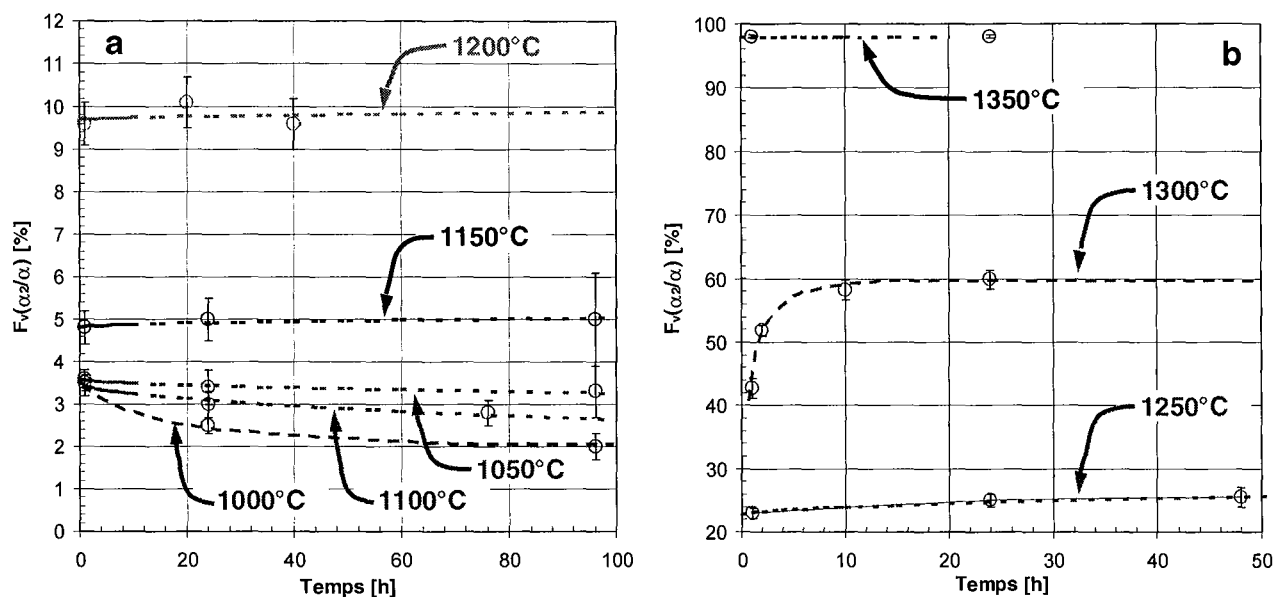 a
12
11
10
9
8
7
6
5
4
3
2
1
0
Fv(α2/α) [%]
1200°C
1150°C
1050°C
1000°C
1100°C
0 20 40 60 80 100
Temps [h]
b
100
90
80
70
60
50
40
30
20
Fv(α2/α) [%]
1350°C
1300°C
1250°C
0 10 20 30 40 50
Temps [h]